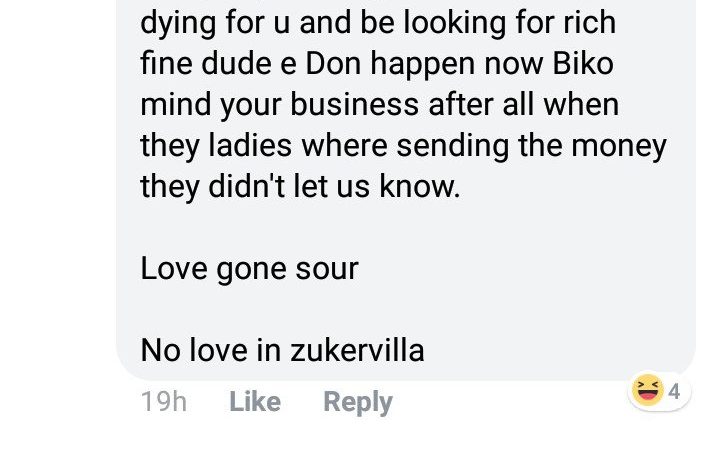 dying for u and be looking for rich
fine dude e Don happen now Biko
mind your business after all when
they ladies where sending the money
they didn't let us know.
Love gone sour
No love in zukervilla
19h Like Reply 4